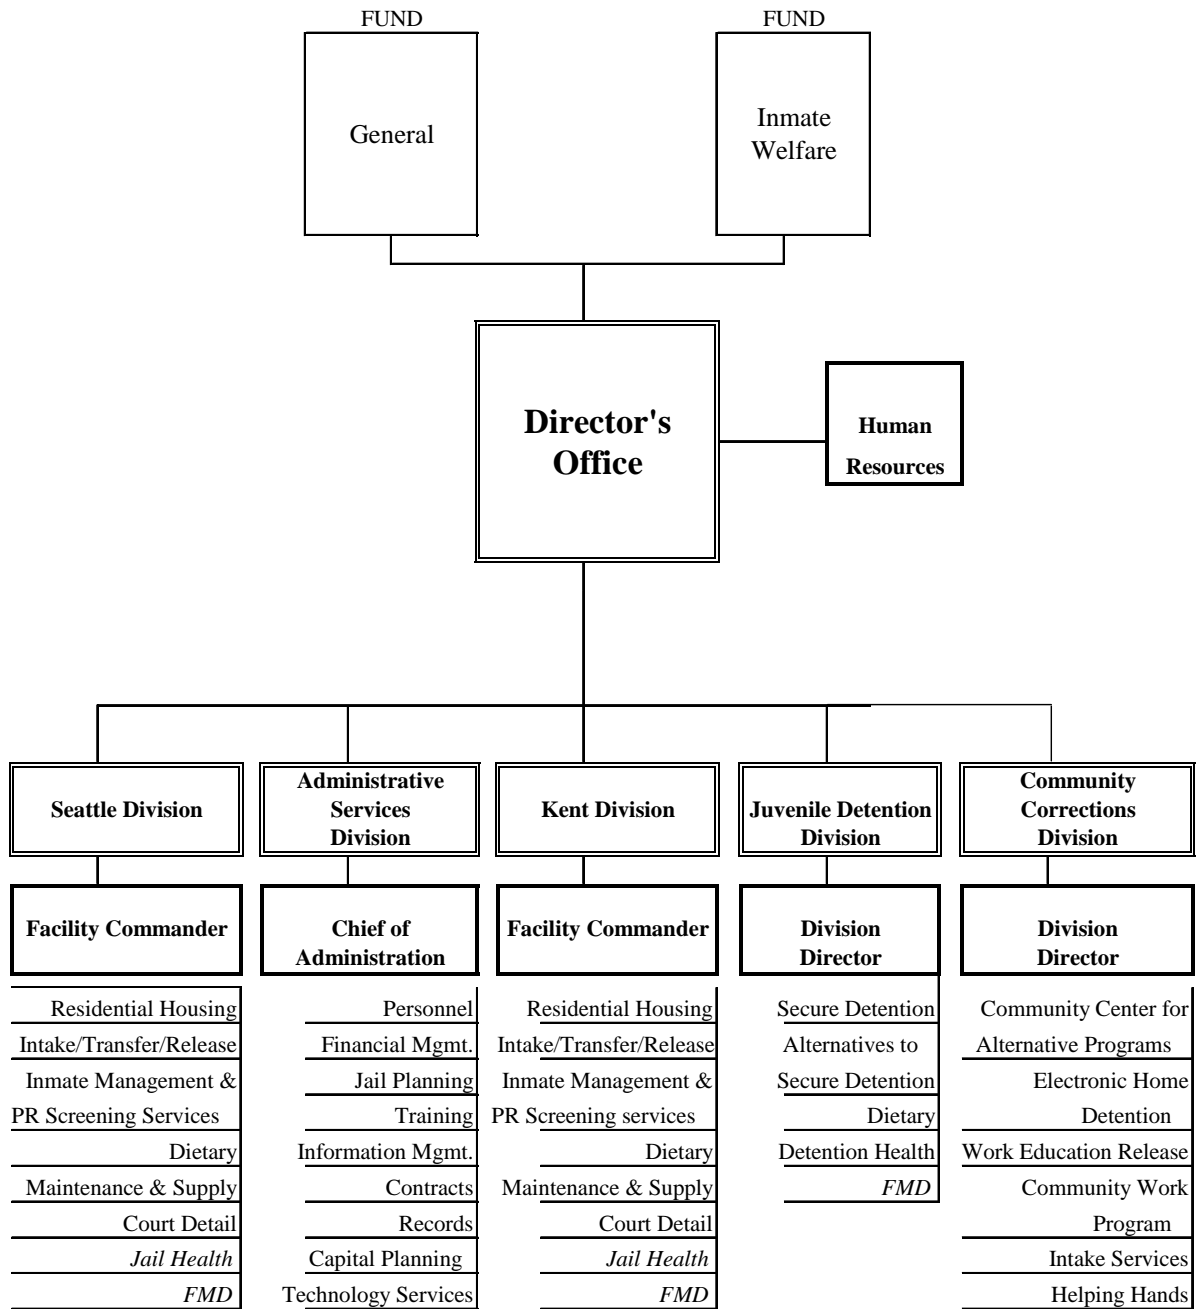 FUND
FUND
General
Inmate
Welfare
Director's
Office
Human
Resources
Seattle Division
Administrative
Services
Division
Kent Division
Juvenile Detention
Division
Community
Corrections
Division
Facility Commander
Chief of
Administration
Facility Commander
Division
Director
Division
Director
Residential Housing
Intake/Transfer/Release
Inmate Management &
PR Screening Services
Dietary
Maintenance & Supply
Court Detail
Jail Health
FMD
Personnel
Financial Mgmt.
Jail Planning
Training
Information Mgmt.
Contracts
Records
Capital Planning
Technology Services
Residential Housing
Intake/Transfer/Release
Inmate Management &
PR Screening services
Dietary
Maintenance & Supply
Court Detail
Jail Health
FMD
Secure Detention
Alternatives to
Secure Detention
Dietary
Detention Health
FMD
Community Center for
Alternative Programs
Electronic Home
Detention
Work Education Release
Community Work
Program
Intake Services
Helping Hands